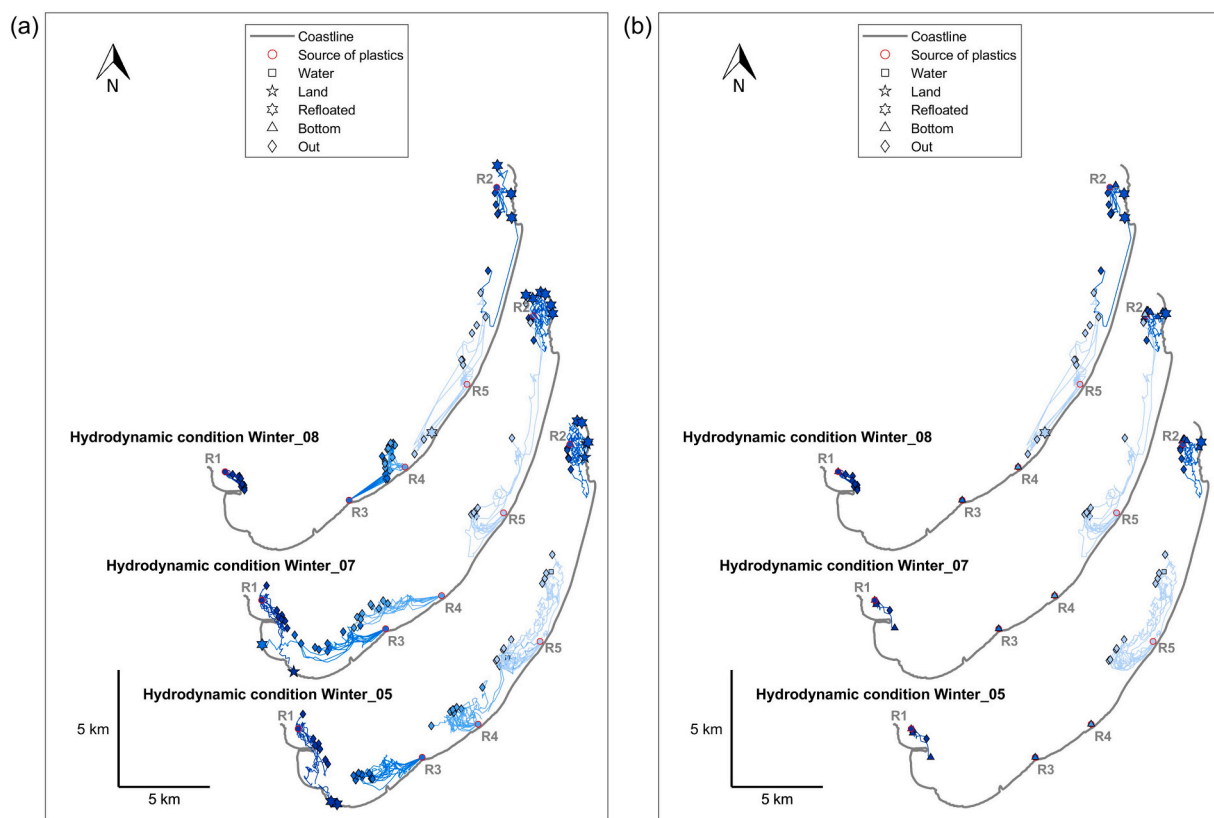 (a)
N
Coastline
Source of plastics
Water
Land
Refloated
Bottom
Out
R2
R5
Hydrodynamic condition Winter_08
R1
R4
R3
R2
R5
Hydrodynamic condition Winter_07
R1
R4
R3
R2
R5
Hydrodynamic condition Winter_05
R1
R4
R3
5 km
5 km
(b)
N
Coastline
Source of plastics
Water
Land
Refloated
Bottom
Out
R2
R5
Hydrodynamic condition Winter_08
R1
R4
R3
R2
R5
Hydrodynamic condition Winter_07
R1
R4
R3
R2
R5
Hydrodynamic condition Winter_05
R1
R4
R3
5 km
5 km